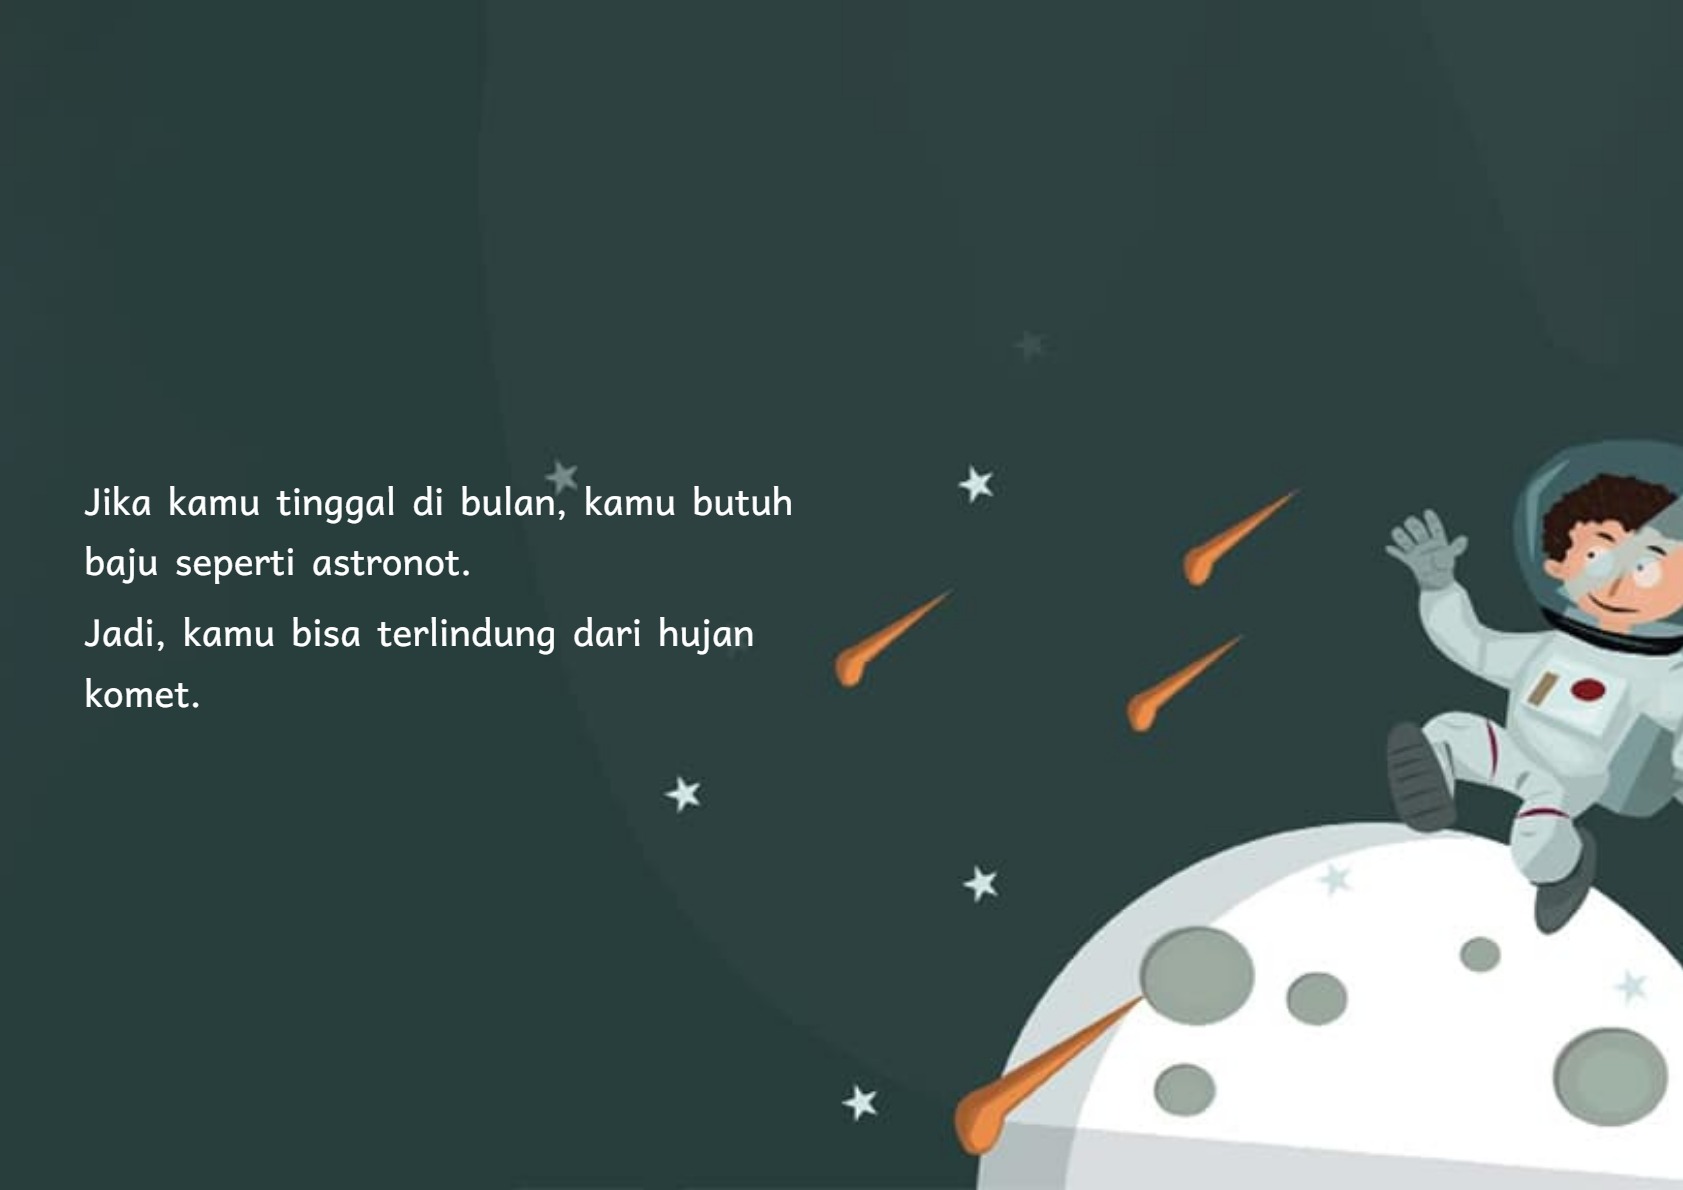 Jika kamu tinggal di bulan, kamu butuh
baju seperti astronot.
Jadi, kamu bisa terlindung dari hujan
komet.